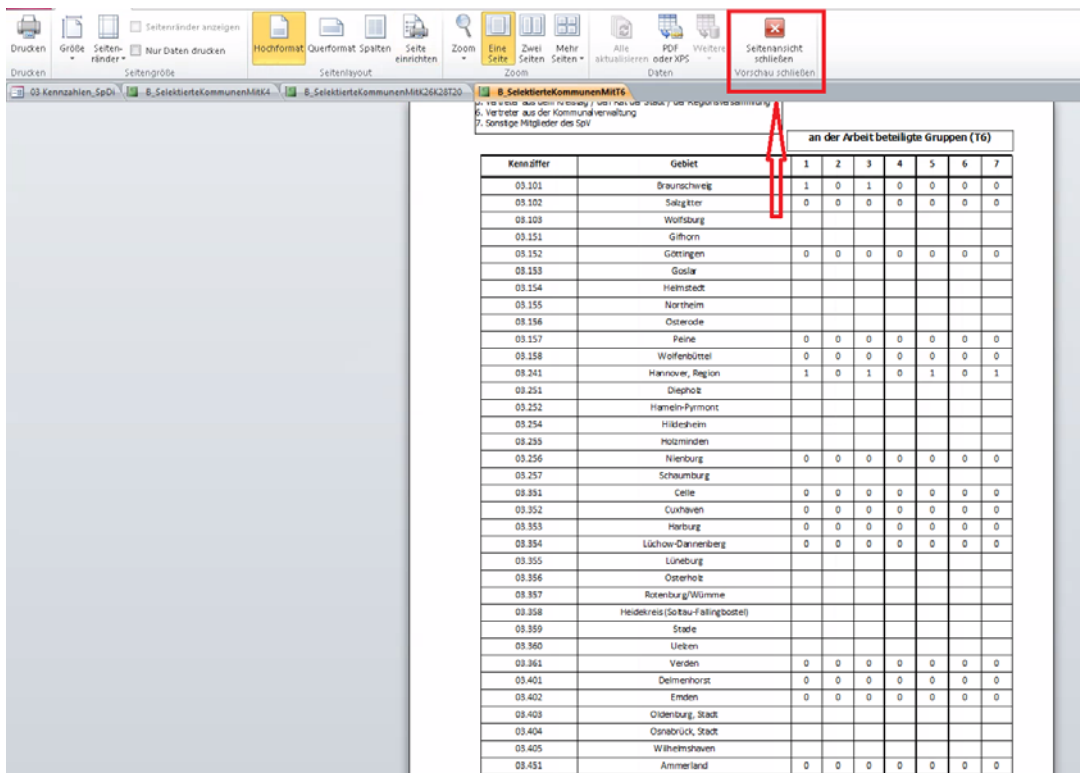 Drucken Größe Seiten-ränder Seitenränder anzeigen Nur Daten drucken Hochformat Querformat Spalten Seite einrichten Zoom Eine Seite Zwei Seiten Mehr Seiten Alle aktualisieren PDF oder XPS Weitere Seitenansicht schließen
Drucken Seitengröße Seitenlayout Zoom Daten Vorschau schließen
03 Kennzahlen_SpDi B_SelektierteKommunenMitK4 B_SelektierteKommunenMitK26K28T20 B_SelektierteKommunenMitT6
5. Vertreter aus dem Kreistag / den Rat der Stadt / der Regionsversammlung
6. Vertreter aus der Kommunalverwaltung
7. Sonstige Mitglieder des SpV
an der Arbeit beteiligte Gruppen (T6)
Kennziffer Gebiet 1 2 3 4 5 6 7
03.101 Braunschweig 1 0 1 0 0 0 0
03.102 Salzgitter 0 0 0 0 0 0 0
03.103 Wolfsburg
03.151 Gifhorn
03.152 Göttingen 0 0 0 0 0 0 0
03.153 Goslar
03.154 Helmstedt
03.155 Northeim
03.156 Osterode
03.157 Peine 0 0 0 0 0 0 0
03.158 Wolfenbüttel 0 0 0 0 0 0 0
03.241 Hannover, Region 1 0 1 0 1 0 1
03.251 Diepholz
03.252 Hameln-Pyrmont
03.254 Hildesheim
03.255 Holzminden
03.256 Nienburg 0 0 0 0 0 0 0
03.257 Schaumburg
03.351 Celle 0 0 0 0 0 0 0
03.352 Cuxhaven 0 0 0 0 0 0 0
03.353 Harburg 0 0 0 0 0 0 0
03.354 Lüchow-Dannenberg 0 0 0 0 0 0 0
03.355 Lüneburg
03.356 Osterholz
03.357 Rotenburg/Wümme
03.358 Heidekreis (Soltau-Fallingbostel)
03.359 Stade
03.360 Uelzen
03.361 Verden 0 0 0 0 0 0 0
03.401 Delmenhorst 0 0 0 0 0 0 0
03.402 Emden 0 0 0 0 0 0 0
03.403 Oldenburg, Stadt
03.404 Osnabrück, Stadt
03.405 Wilhelmshaven
03.451 Ammerland 0 0 0 0 0 0 0